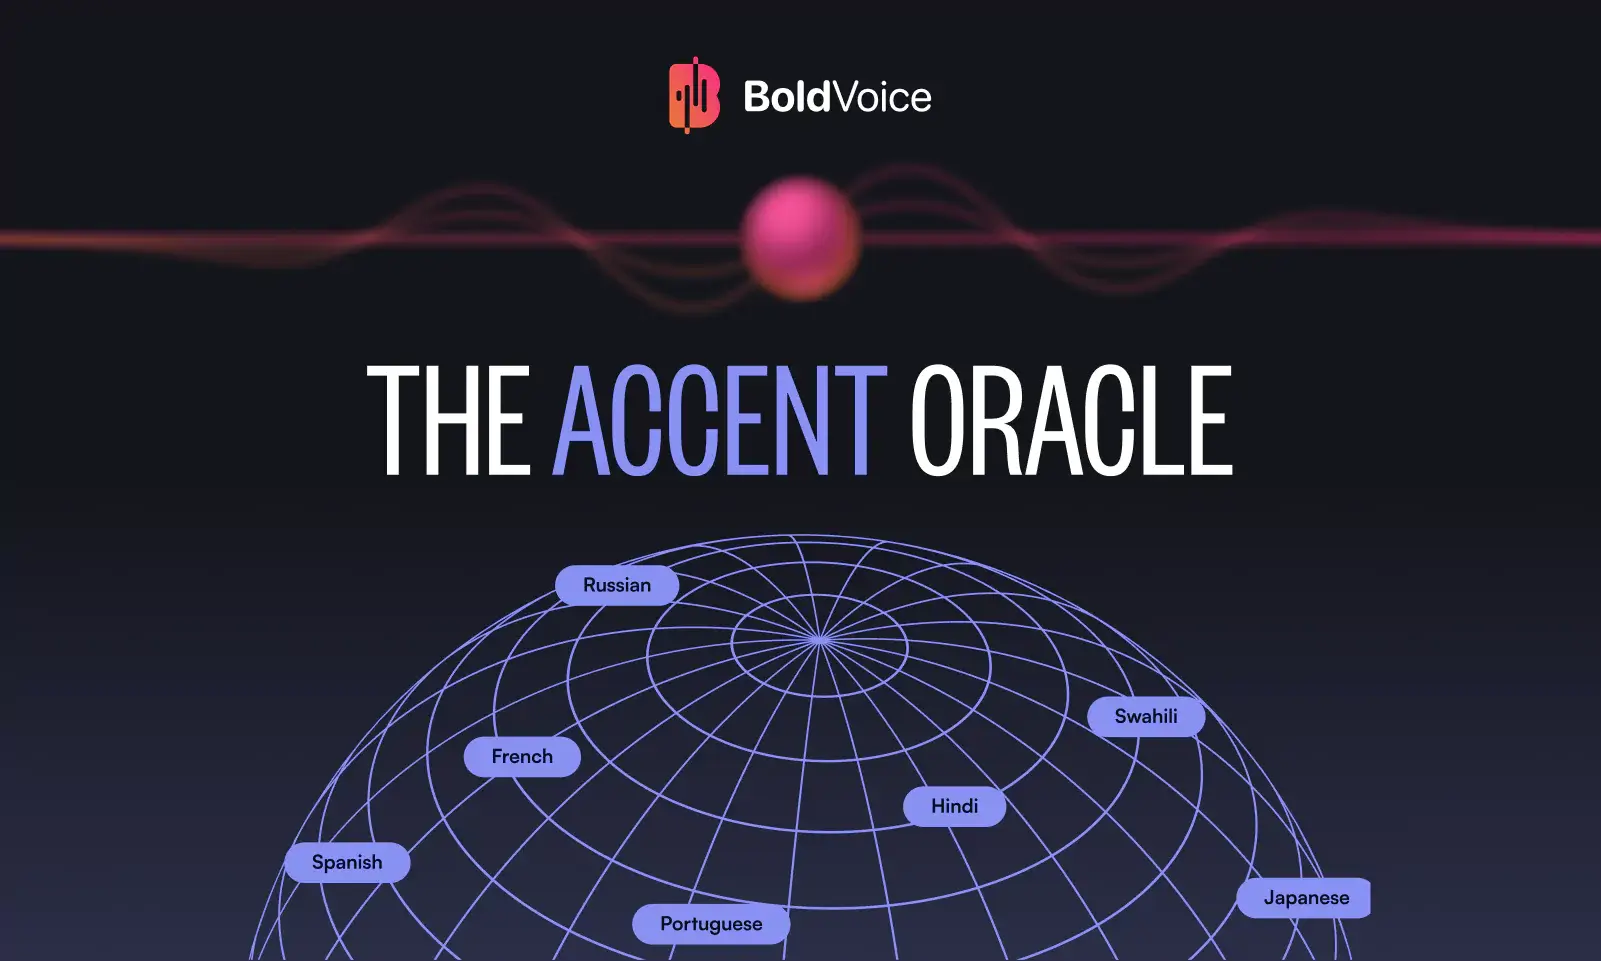 BoldVoice
THE ACCENT ORACLE
Russian
Swahili
French
Hindi
Spanish
Japanese
Portuguese